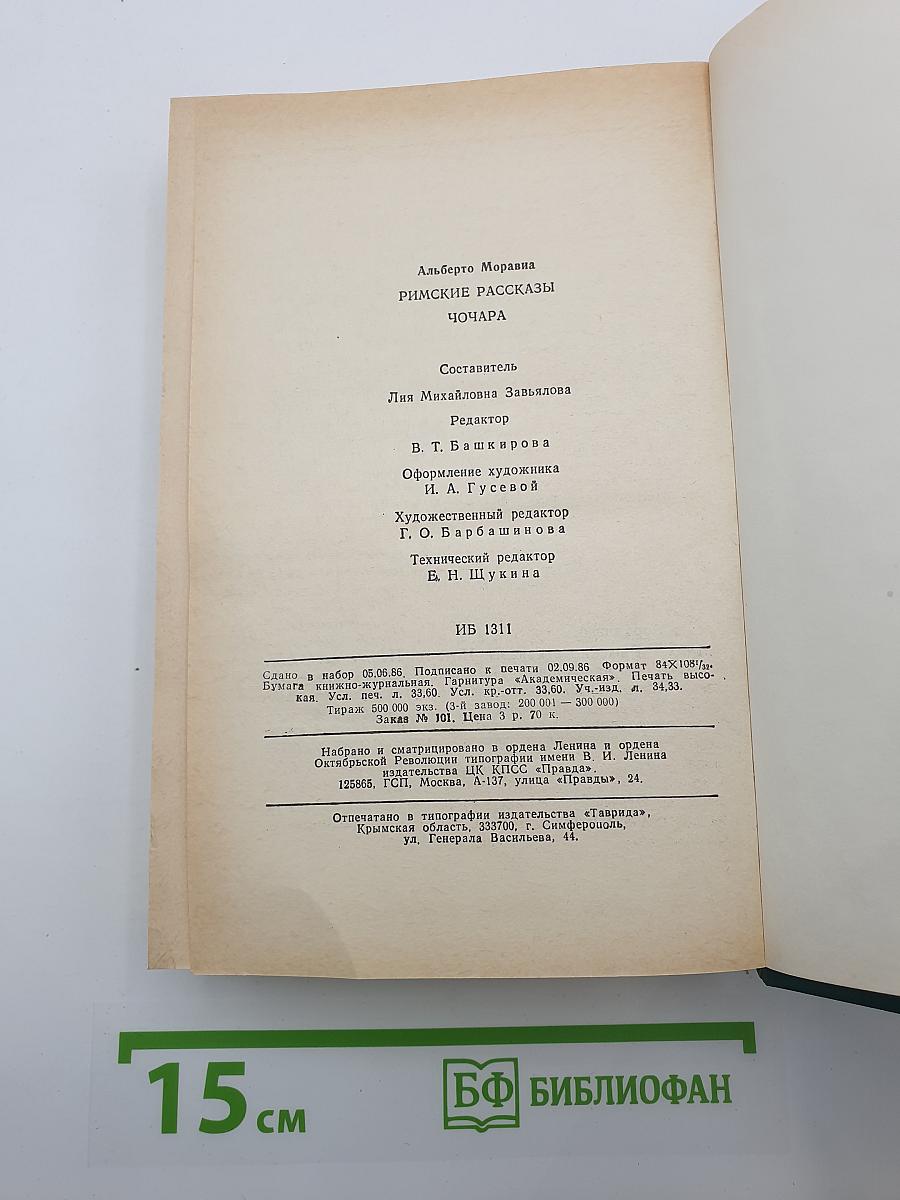 Альберто Моравиа
РИМСКИЕ РАССКАЗЫ
ЧОЧАРА
Составитель
Лия Михайловна Завьялова
Редактор
В. Т. Башкирова
Оформление художника
И. А. Гусевой
Художественный редактор
Г. О. Барбашинова
Технический редактор
Е. Н. Щукина
ИБ 1311
Сдано в набор 05.06.86. Подписано к печати 02.09.86 Формат 84×108¹/₃₂.
Бумага книжно-журнальная. Гарнитура «Академическая». Печать высо-
кая. Усл. печ. л. 33,60. Усл. кр.-отт. 33,60. Уч.-изд. л. 34,33.
Тираж 500 000 экз. (3-й завод: 200 001 — 300 000)
Заказ № 101. Цена 3 р. 70 к.
Набрано и сматрицировано в ордена Ленина и ордена
Октябрьской Революции типографии имени В. И. Ленина
издательства ЦК КПСС «Правда».
125865, ГСП, Москва, А-137, улица «Правды», 24.
Отпечатано в типографии издательства «Таврида»,
Крымская область, 333700, г. Симферополь,
ул. Генерала Васильева, 44.
15 см
БФ БИБЛИОФАН